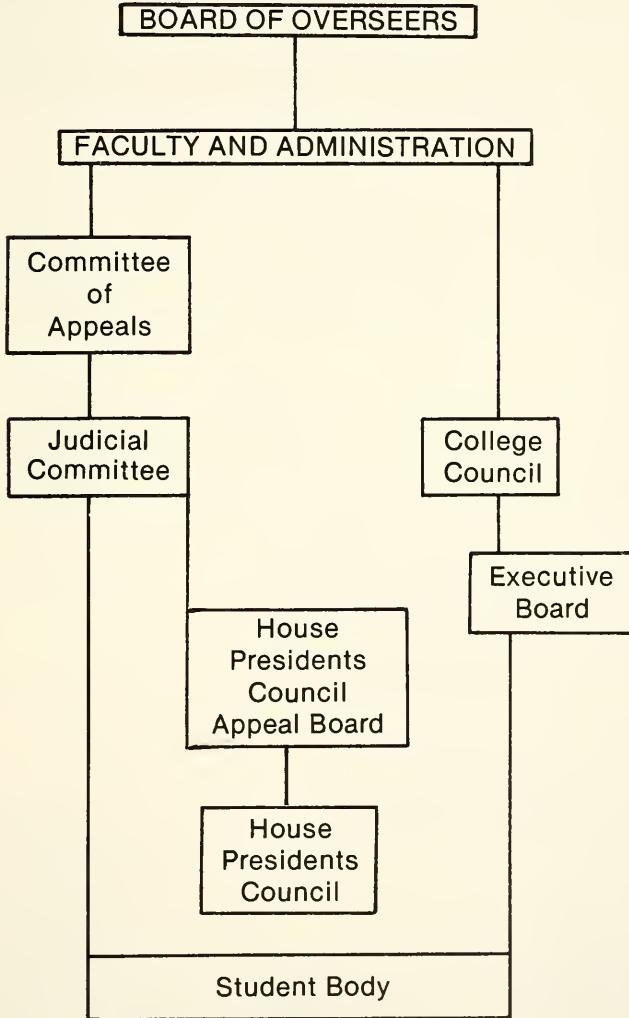 BOARD OF OVERSEERS
FACULTY AND ADMINISTRATION
Committee
of
Appeals
Judicial
Committee
College
Council
Executive
Board
House
Presidents
Council
Appeal Board
House
Presidents
Council
Student Body